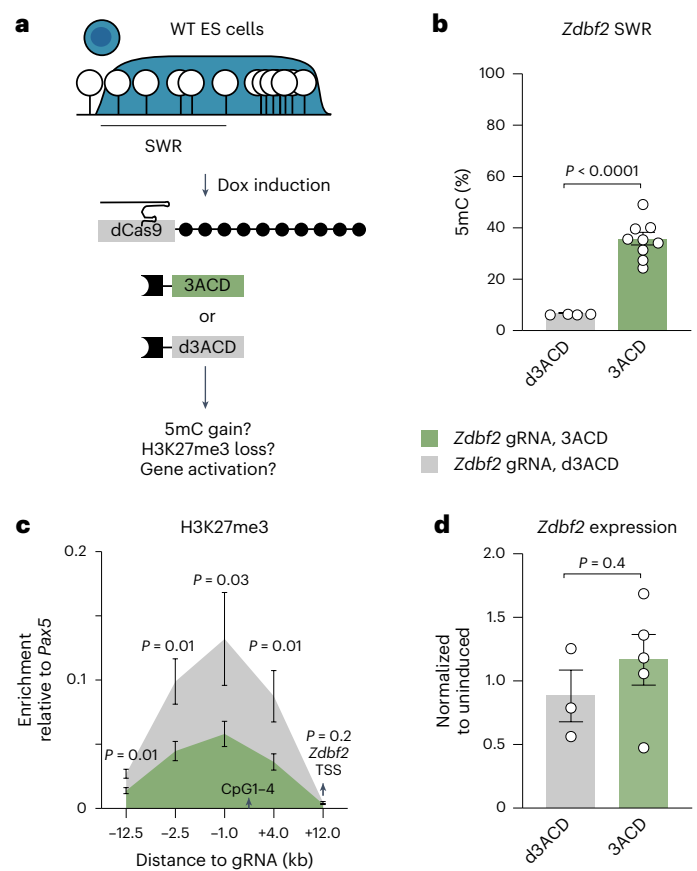 a
WT ES cells
SWR
Dox induction
dCas9
3ACD
or
d3ACD
5mC gain?
H3K27me3 loss?
Gene activation?
b
Zdbf2 SWR
5mC (%)
100
80
60
40
20
0
P < 0.0001
d3ACD
3ACD
Zdbf2 gRNA, 3ACD
Zdbf2 gRNA, d3ACD
c
H3K27me3
Enrichment
relative to Pax5
0.2
0.1
0
P = 0.01
P = 0.01
P = 0.03
P = 0.01
P = 0.2
Zdbf2
TSS
CpG1–4
−12.5
−2.5
−1.0
+4.0
+12.0
Distance to gRNA (kb)
d
Zdbf2 expression
Normalized
to uninduced
2.0
1.5
1.0
0.5
0
P = 0.4
d3ACD
3ACD